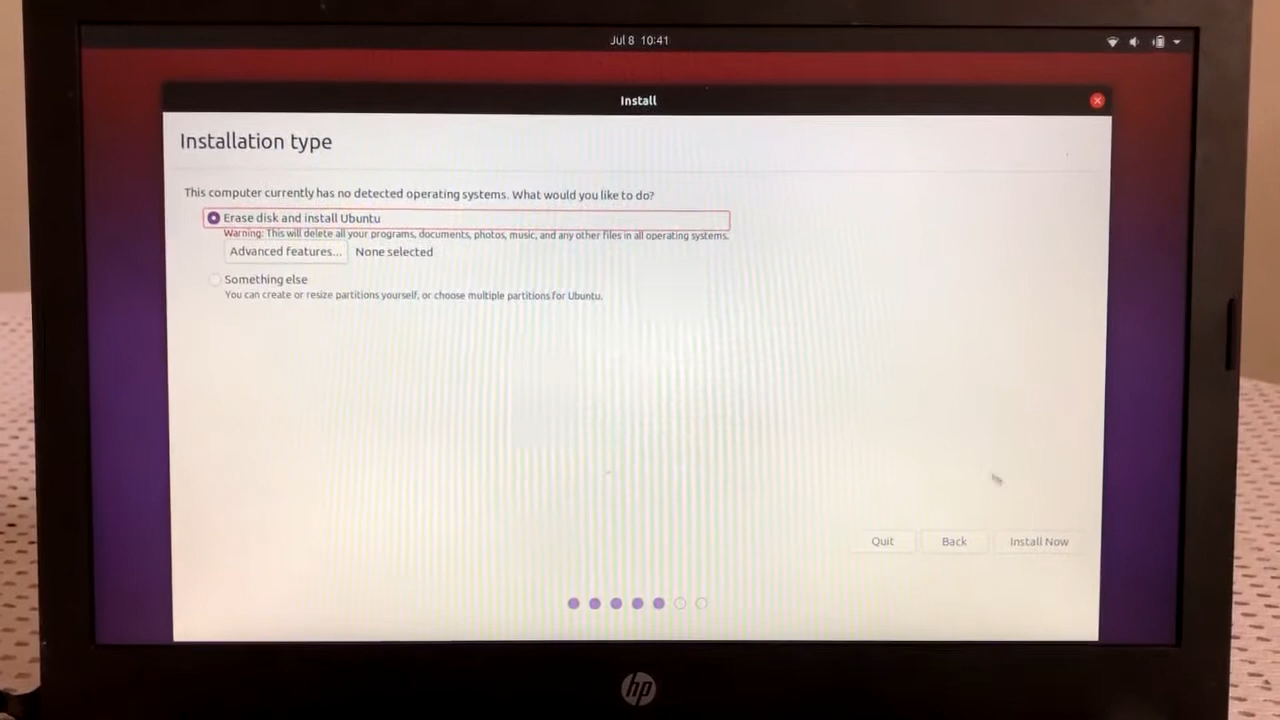 Jul 8 10:41
Install
Installation type
This computer currently has no detected operating systems. What would you like to do?
Erase disk and install Ubuntu
Warning: This will delete all your programs, documents, photos, music, and any other files in all operating systems.
Advanced features... None selected
Something else
You can create or resize partitions yourself, or choose multiple partitions for Ubuntu.
Quit Back Install Now
hp